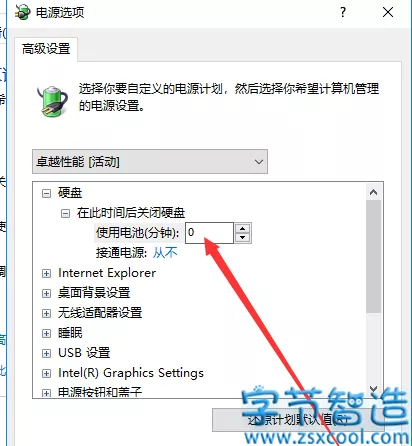 电源选项
高级设置
选择你要自定义的电源计划，然后选择你希望计算机管理的电源设置。
卓越性能 [活动]
硬盘
在此时间后关闭硬盘
使用电池(分钟): 0
接通电源: 从不
Internet Explorer
桌面背景设置
无线适配器设置
睡眠
USB 设置
Intel(R) Graphics Settings
电源按钮和盖子
还原计划默认值(R)
字节智造
www.zsxcool.com